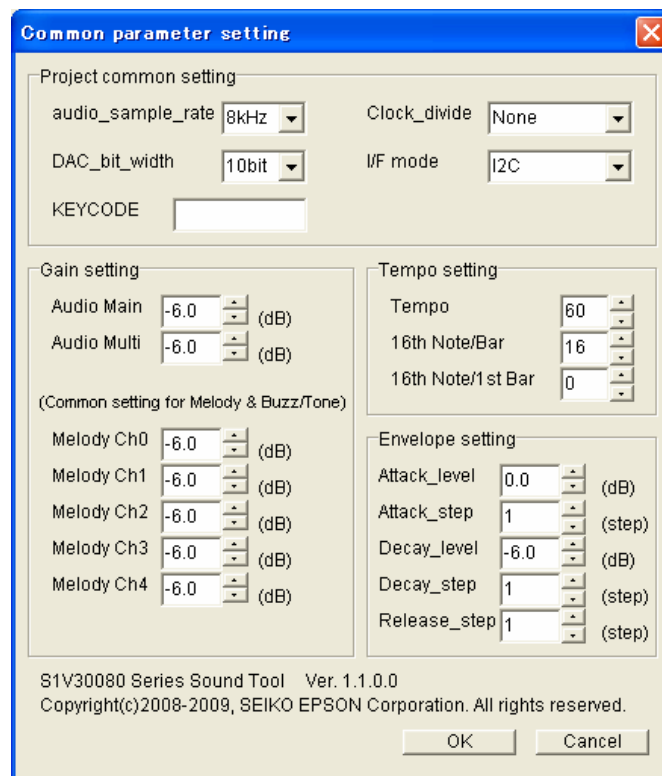 Common parameter setting
Project common setting
audio_sample_rate 8kHz Clock_divide None
DAC_bit_width 10bit I/F mode I2C
KEYCODE
Gain setting
Audio Main -6.0 (dB)
Audio Multi -6.0 (dB)
(Common setting for Melody & Buzz/Tone)
Melody Ch0 -6.0 (dB)
Melody Ch1 -6.0 (dB)
Melody Ch2 -6.0 (dB)
Melody Ch3 -6.0 (dB)
Melody Ch4 -6.0 (dB)
Tempo setting
Tempo 60
16th Note/Bar 16
16th Note/1st Bar 0
Envelope setting
Attack_level 0.0 (dB)
Attack_step 1 (step)
Decay_level -6.0 (dB)
Decay_step 1 (step)
Release_step 1 (step)
S1V30080 Series Sound Tool Ver. 1.1.0.0
Copyright(c)2008-2009, SEIKO EPSON Corporation. All rights reserved.
OK Cancel